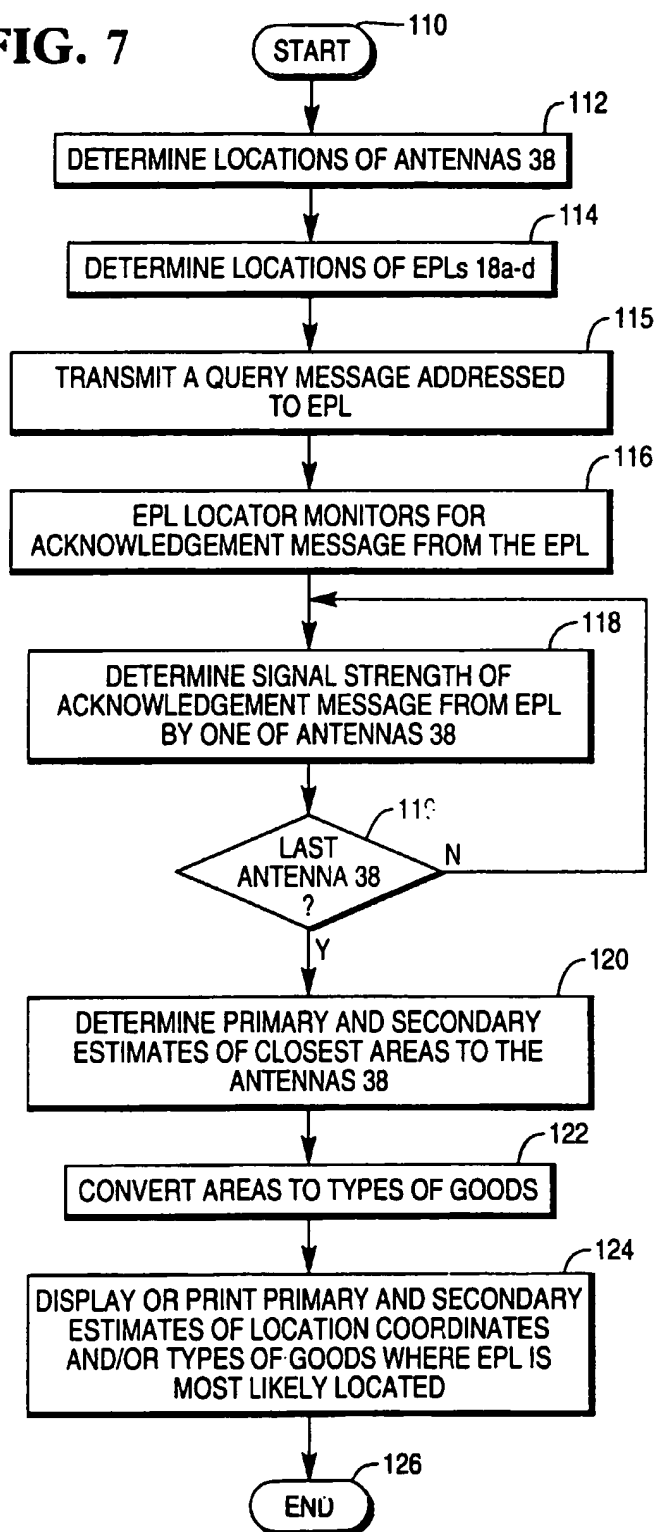 FIG. 7
110
START
112
DETERMINE LOCATIONS OF ANTENNAS 38
114
DETERMINE LOCATIONS OF EPLs 18a-d
115
TRANSMIT A QUERY MESSAGE ADDRESSED
TO EPL
116
EPL LOCATOR MONITORS FOR
ACKNOWLEDGEMENT MESSAGE FROM THE EPL
118
DETERMINE SIGNAL STRENGTH OF
ACKNOWLEDGEMENT MESSAGE FROM EPL
BY ONE OF ANTENNAS 38
119
LAST
ANTENNA 38
?
N
Y
120
DETERMINE PRIMARY AND SECONDARY
ESTIMATES OF CLOSEST AREAS TO THE
ANTENNAS 38
122
CONVERT AREAS TO TYPES OF GOODS
124
DISPLAY OR PRINT PRIMARY AND SECONDARY
ESTIMATES OF LOCATION COORDINATES
AND/OR TYPES OF GOODS WHERE EPL IS
MOST LIKELY LOCATED
126
END